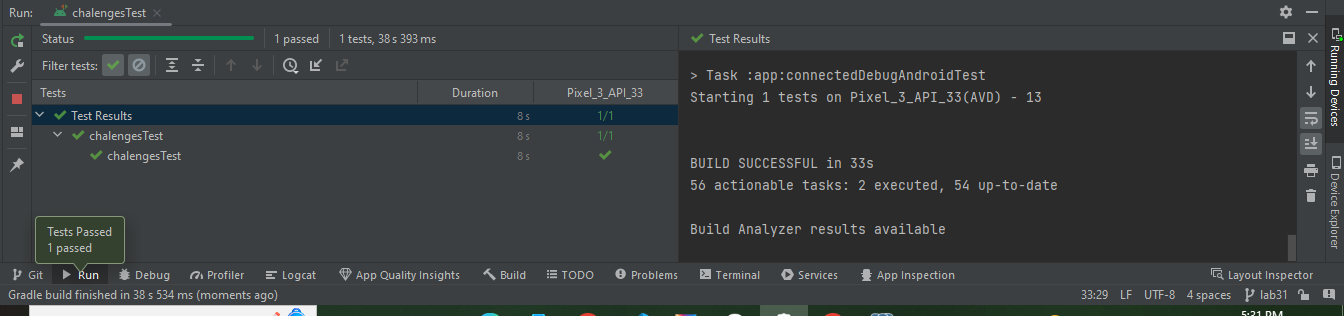 Run: chalengesTest
Status 1 passed 1 tests, 38 s 393 ms
Filter tests:
Tests Duration Pixel_3_API_33
Test Results 8 s 1/1
chalengesTest 8 s 1/1
chalengesTest 8 s
Test Results
> Task :app:connectedDebugAndroidTest
Starting 1 tests on Pixel_3_API_33(AVD) - 13
BUILD SUCCESSFUL in 33s
56 actionable tasks: 2 executed, 54 up-to-date
Build Analyzer results available
Running Devices
Device Explorer
Tests Passed
1 passed
Git Run Debug Profiler Logcat App Quality Insights Build TODO Problems Terminal Services App Inspection Layout Inspector
Gradle build finished in 38 s 534 ms (moments ago) 33:29 LF UTF-8 4 spaces lab31
5:21 PM